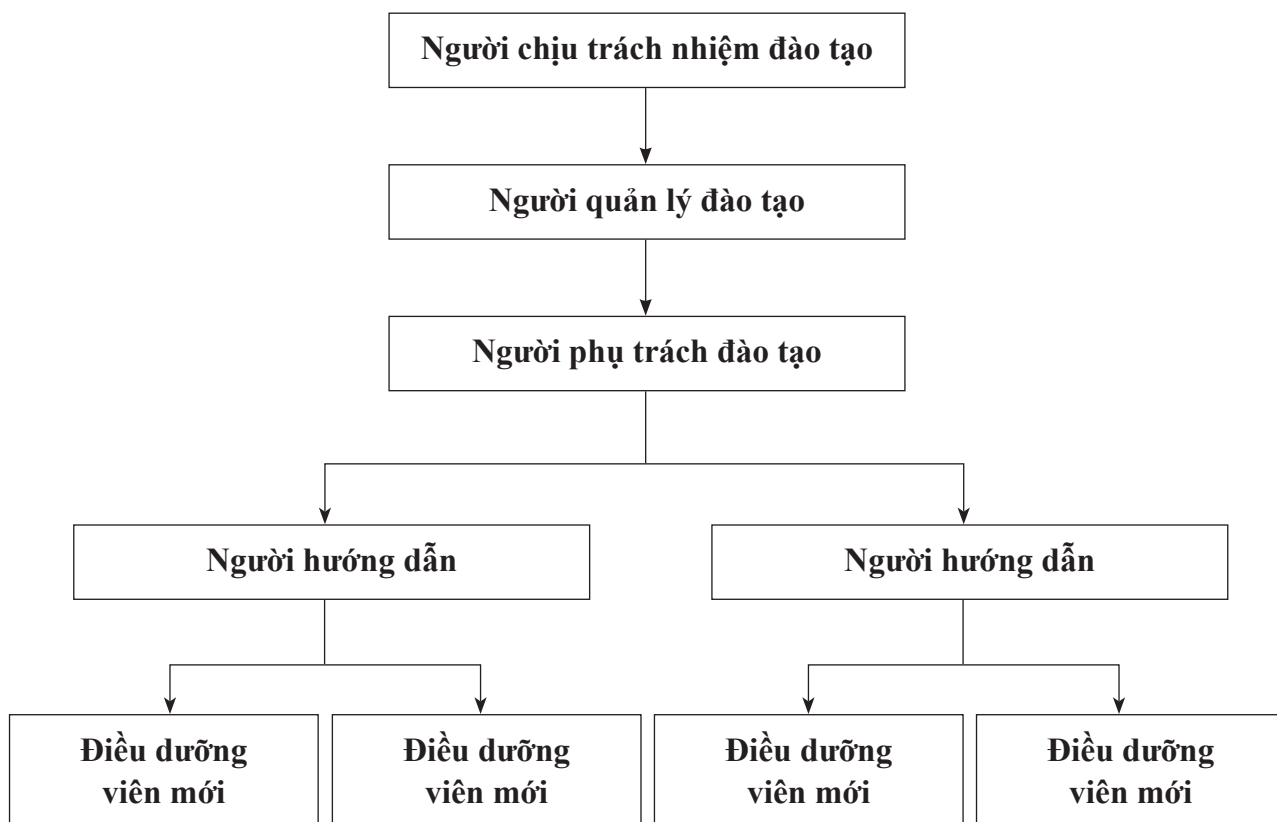 Người chịu trách nhiệm đào tạo
Người quản lý đào tạo
Người phụ trách đào tạo
Người hướng dẫn
Người hướng dẫn
Điều dưỡng
viên mới
Điều dưỡng
viên mới
Điều dưỡng
viên mới
Điều dưỡng
viên mới